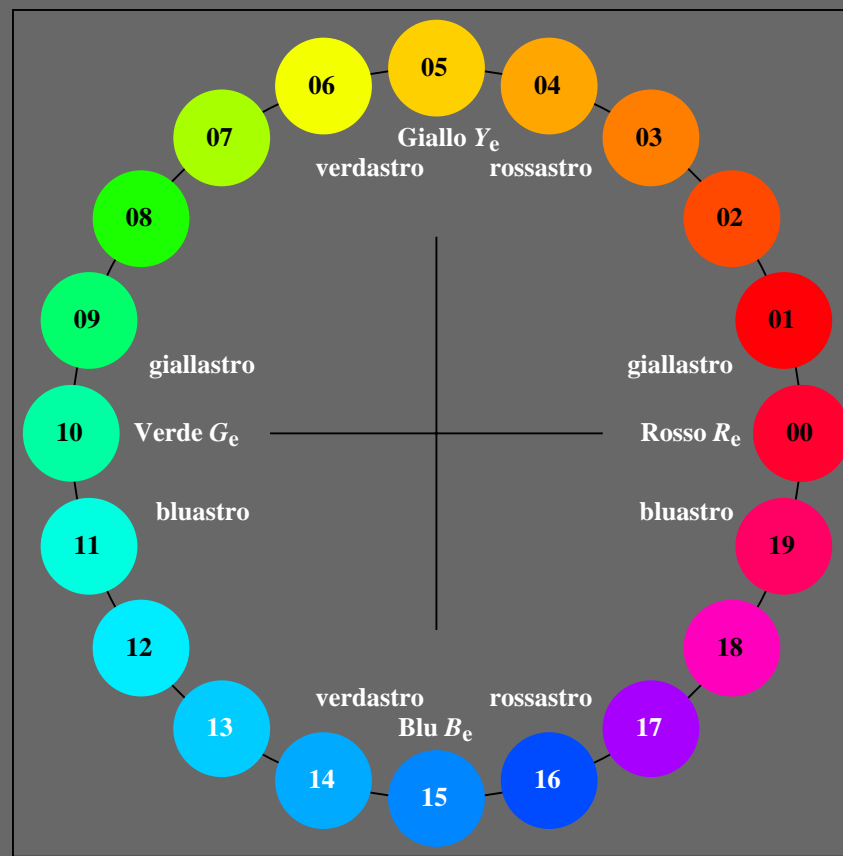 05
06
04
07
Giallo Yₑ
03
verdastro
rossastro
08
02
09
01
giallastro
giallastro
10
Verde Gₑ
Rosso Rₑ
00
bluastro
bluastro
11
19
12
18
verdastro
rossastro
13
Blu Bₑ
17
14
16
15